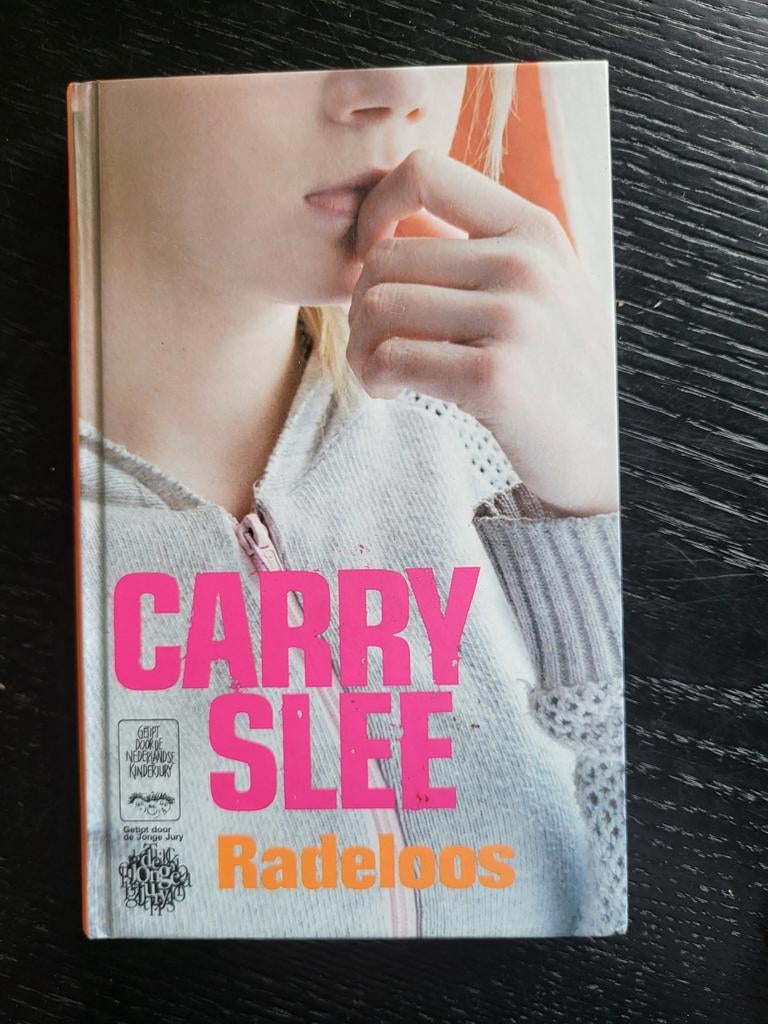 CARRY
SLEE
GETIPT
DOOR DE
NEDERLANDSE
KINDERJURY
Getipt door
de Jonge Jury
Radeloos